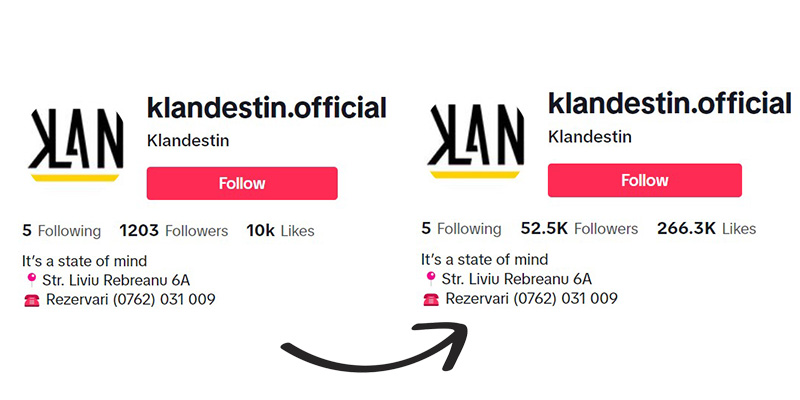 KLAN
klandestin.official
Klandestin
Follow
5 Following 1203 Followers 10k Likes
It's a state of mind
Str. Liviu Rebreanu 6A
Rezervari (0762) 031 009
KLAN
klandestin.official
Klandestin
Follow
5 Following 52.5K Followers 266.3K Likes
It's a state of mind
Str. Liviu Rebreanu 6A
Rezervari (0762) 031 009